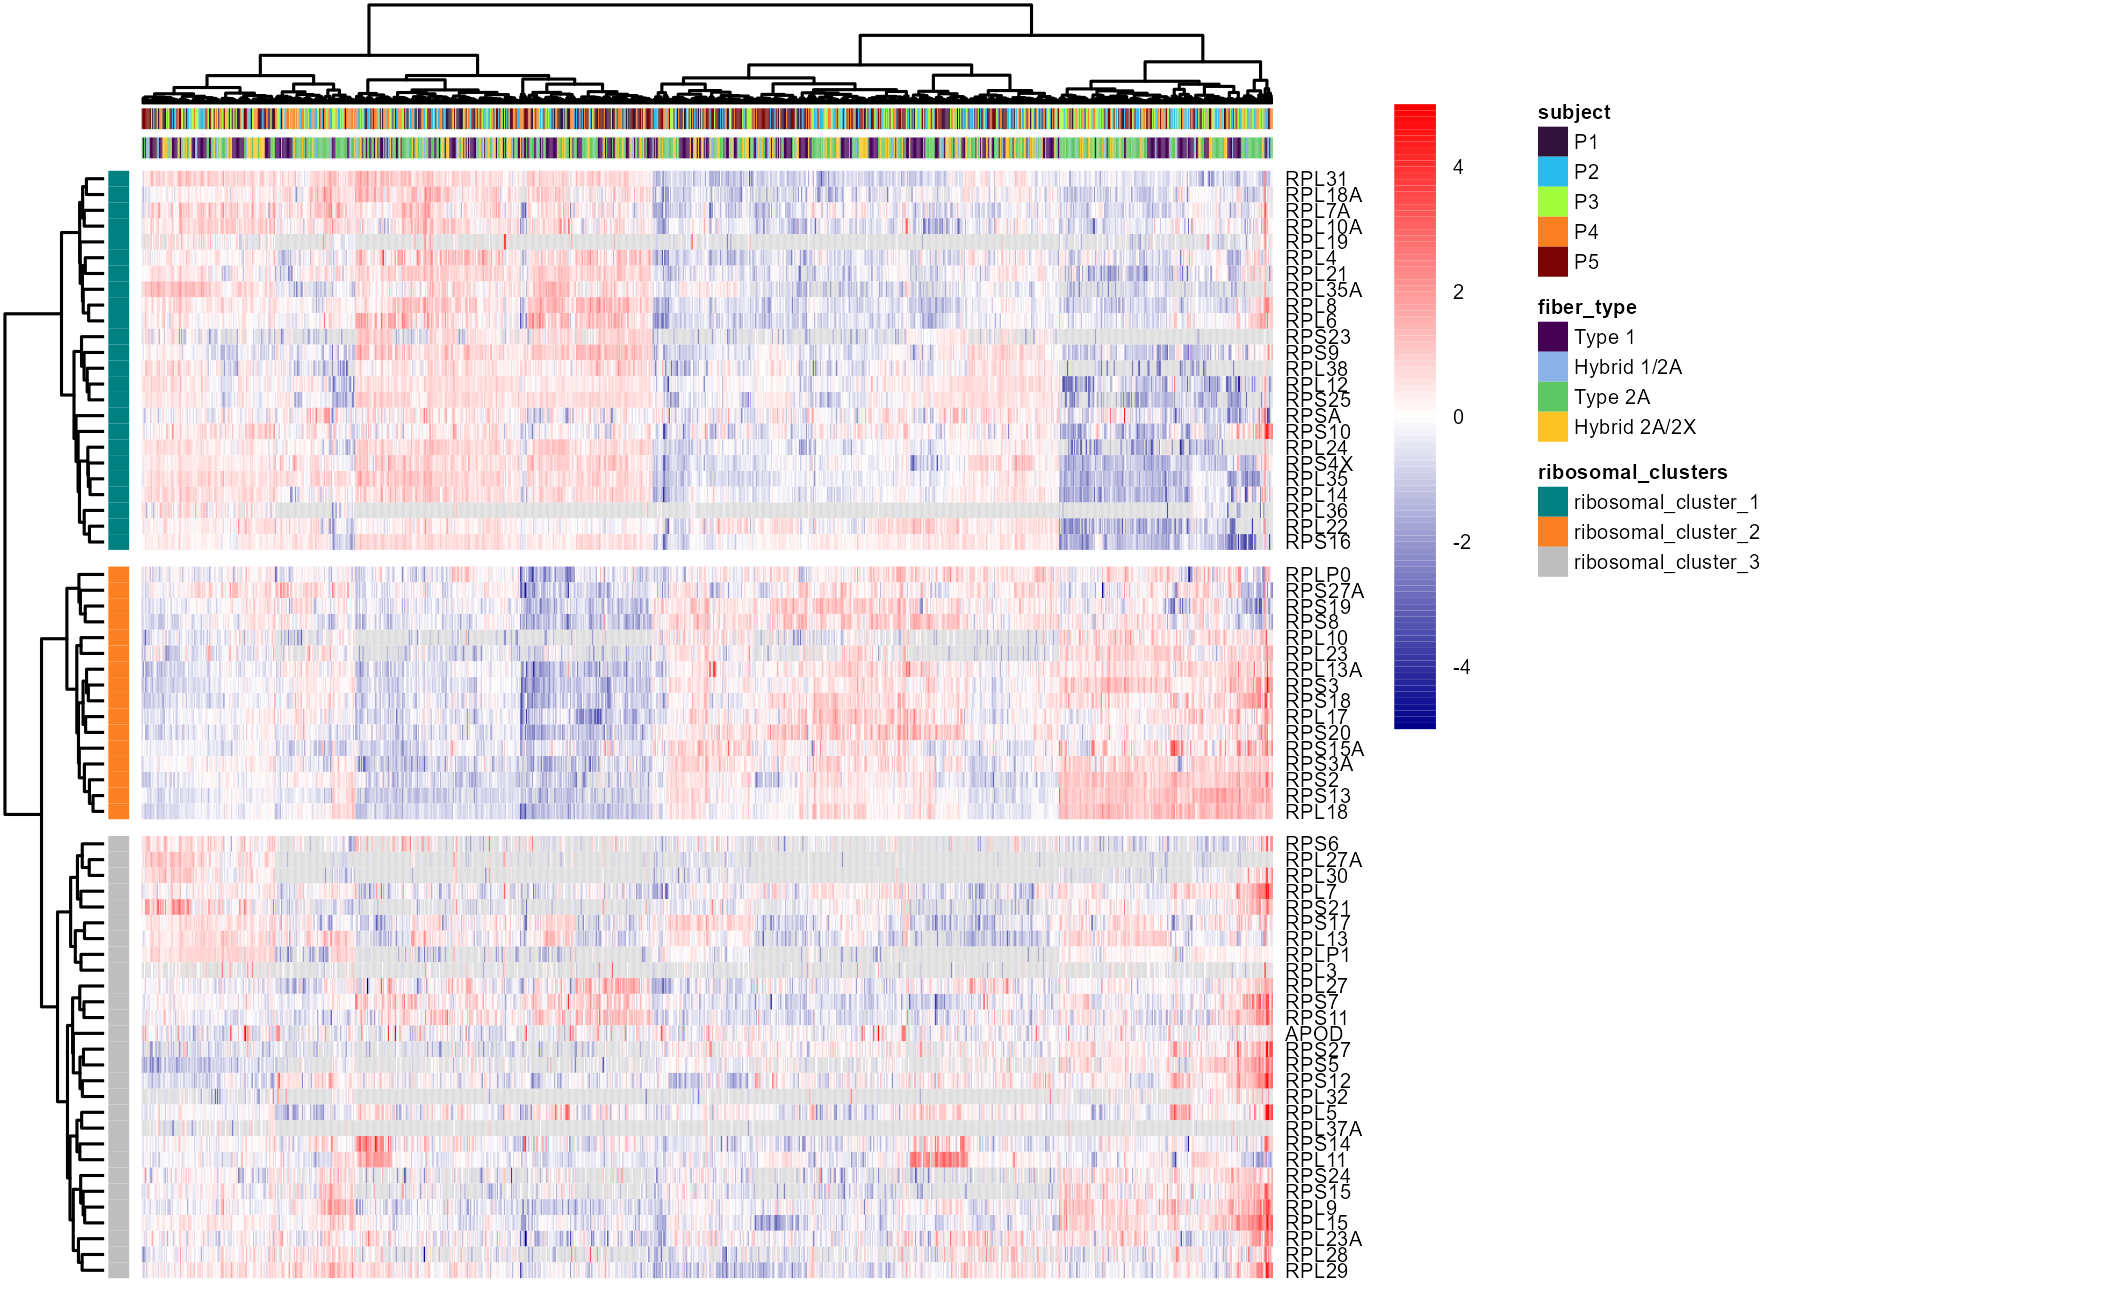 RPL31
RPL18A
RPL7A
RPL10A
RPL19
RPL4
RPL21
RPL35A
RPL8
RPL6
RPS23
RPS9
RPL38
RPL12
RPS25
RPSA
RPS10
RPL24
RPS4X
RPL35
RPL14
RPL36
RPL22
RPS16
RPLP0
RPS27A
RPS19
RPS8
RPL10
RPL23
RPL13A
RPS3
RPS18
RPL17
RPS20
RPS15A
RPS3A
RPS2
RPS13
RPL18
RPS6
RPL27A
RPL30
RPL7
RPS21
RPS17
RPL13
RPLP1
RPL3
RPL27
RPS7
RPS11
APOD
RPS27
RPS5
RPS12
RPL32
RPL5
RPL37A
RPS14
RPL11
RPS24
RPS15
RPL9
RPL15
RPL23A
RPL28
RPL29
4
2
0
-2
-4
subject
P1
P2
P3
P4
P5
fiber_type
Type 1
Hybrid 1/2A
Type 2A
Hybrid 2A/2X
ribosomal_clusters
ribosomal_cluster_1
ribosomal_cluster_2
ribosomal_cluster_3